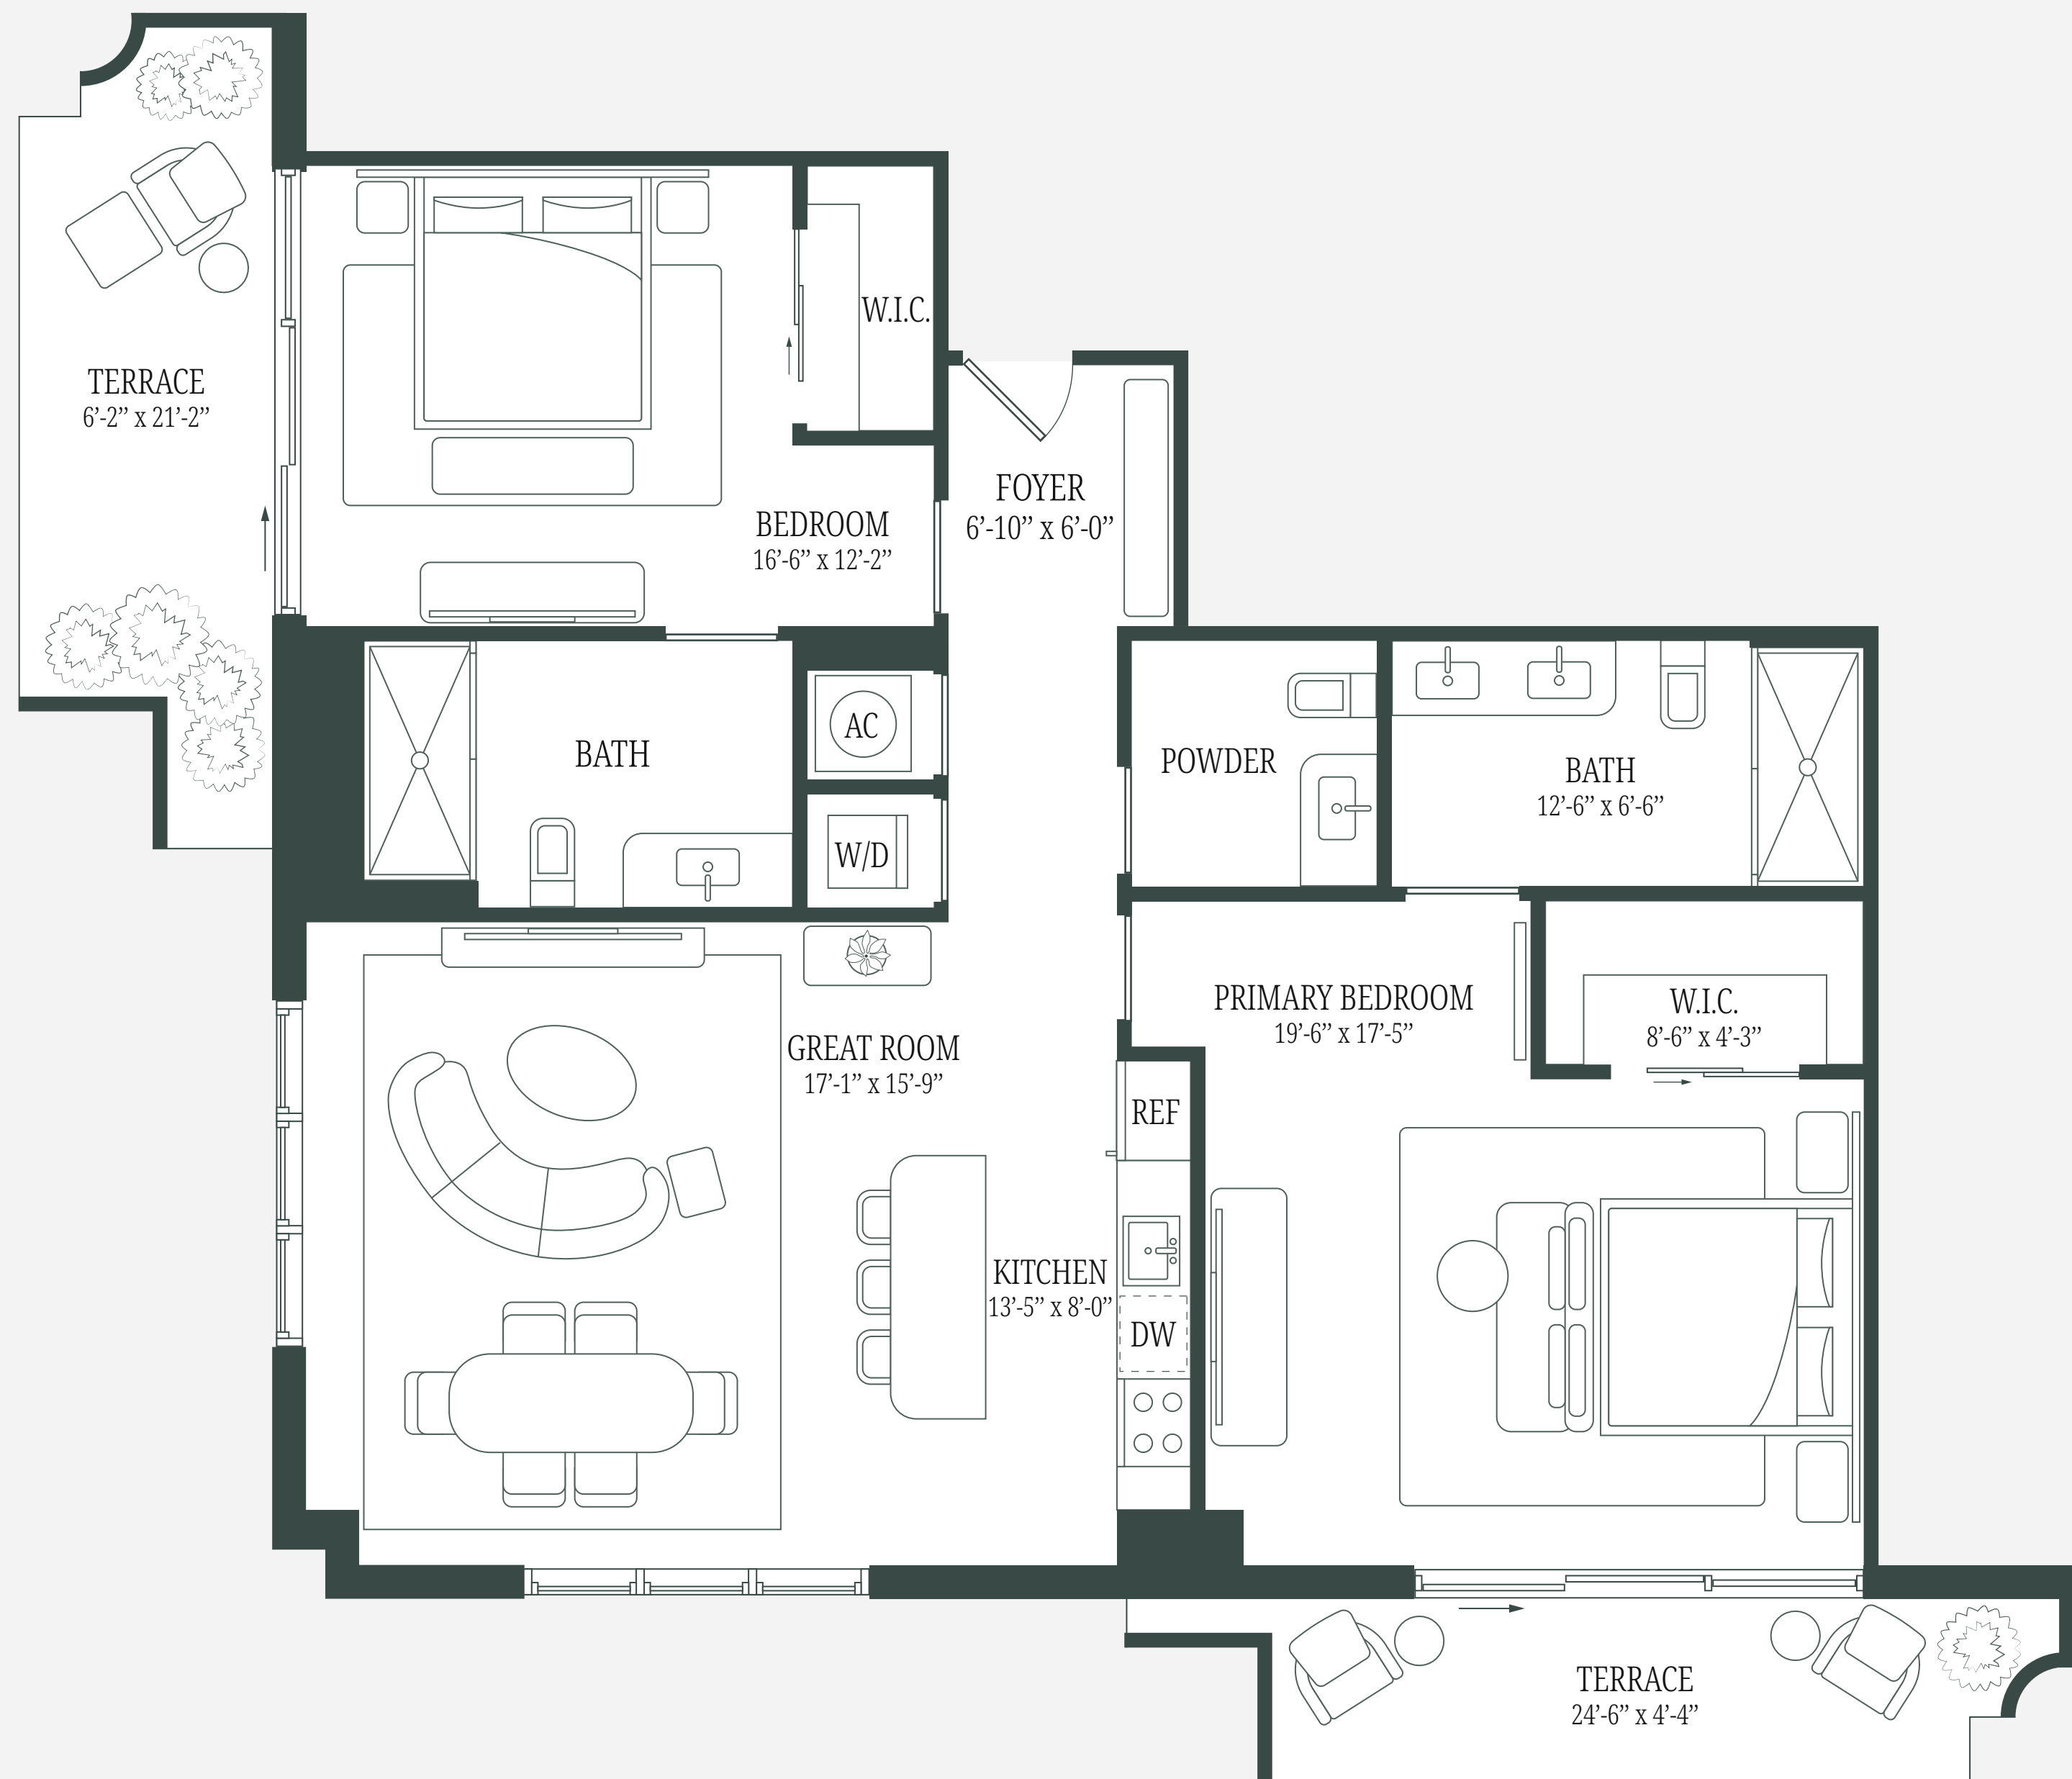 W.I.C.
TERRACE
6’-2’’ x 21’-2’’
FOYER
6’-10’’ x 6’-0’’
BEDROOM
16’-6’’ x 12’-2’’
AC
BATH
POWDER
BATH
12’-6’’ x 6’-6’’
W/D
PRIMARY BEDROOM
19’-6’’ x 17’-5’’
W.I.C.
8’-6’’ x 4’-3’’
GREAT ROOM
17’-1’’ x 15’-9’’
REF
KITCHEN
13’-5’’ x 8’-0’’
DW
TERRACE
24’-6’’ x 4’-4’’